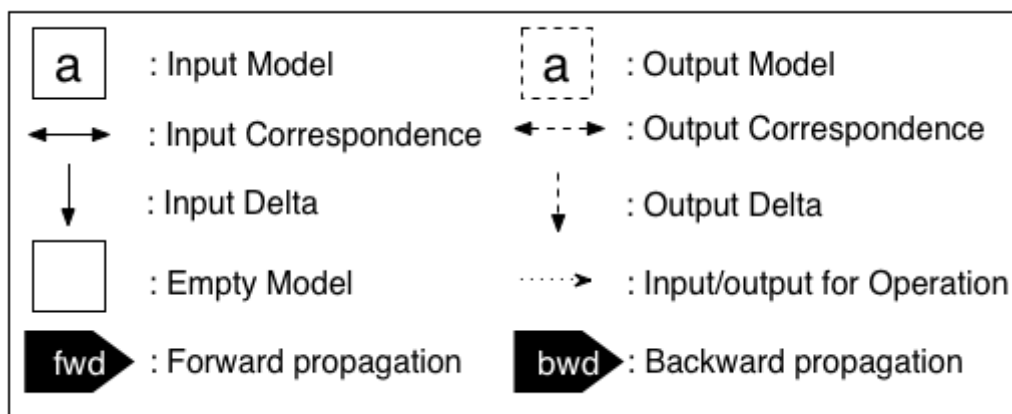 a : Input Model a : Output Model
: Input Correspondence : Output Correspondence
: Input Delta : Output Delta
: Empty Model : Input/output for Operation
fwd : Forward propagation bwd : Backward propagation